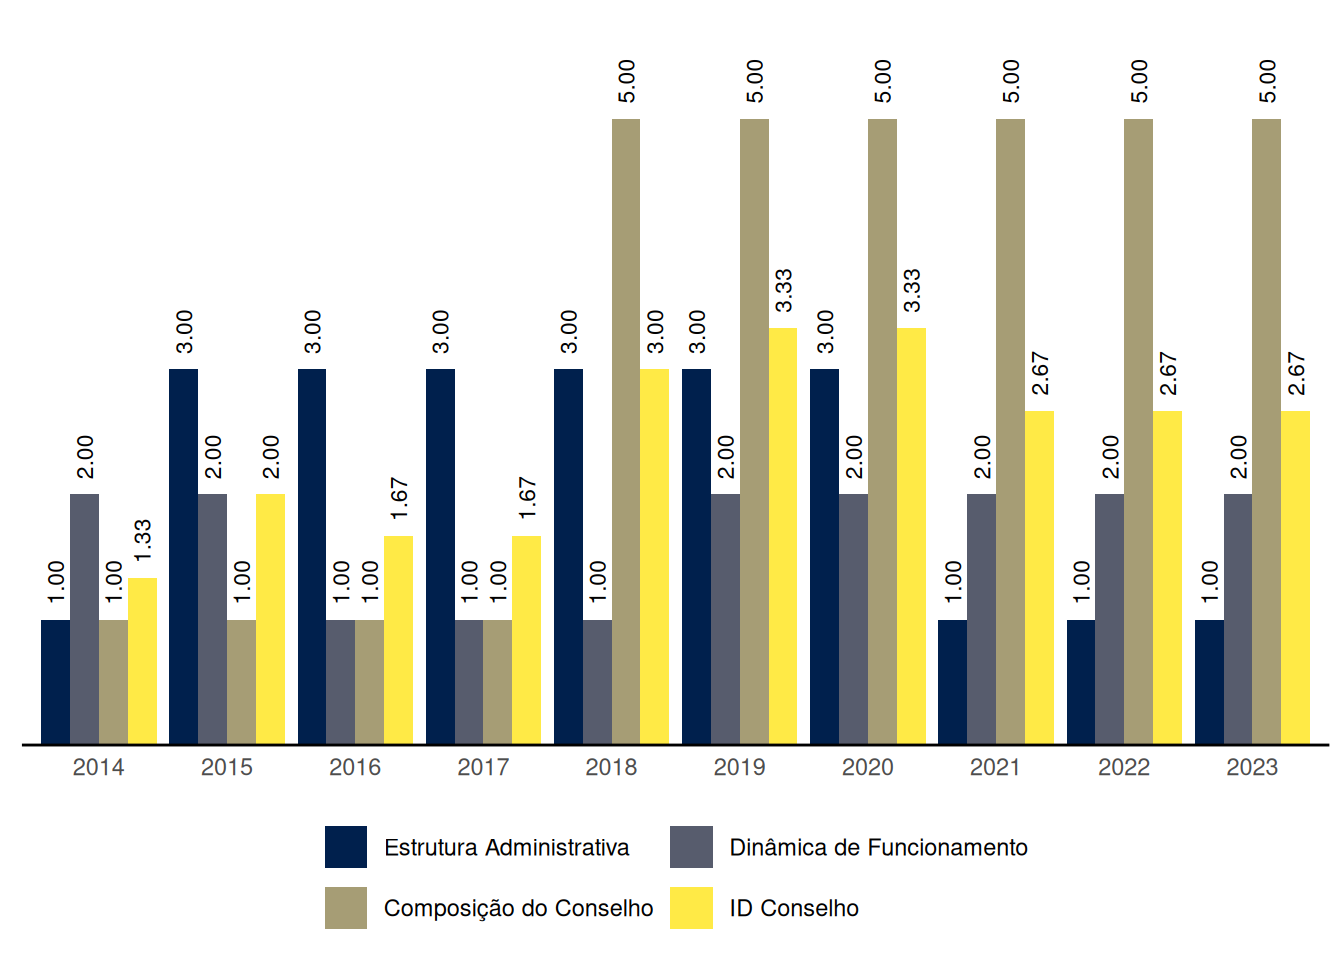 5.00 5.00 5.00 5.00 5.00 5.00
3.33 3.33
3.00 3.00 3.00 3.00 3.00 3.00 3.00
2.67 2.67 2.67
2.00 2.00 2.00 2.00 2.00 2.00 2.00 2.00
1.67 1.67
1.33
1.00 1.00 1.00 1.00 1.00 1.00 1.00 1.00 1.00 1.00 1.00
2014 2015 2016 2017 2018 2019 2020 2021 2022 2023
Estrutura Administrativa Dinâmica de Funcionamento
Composição do Conselho ID Conselho